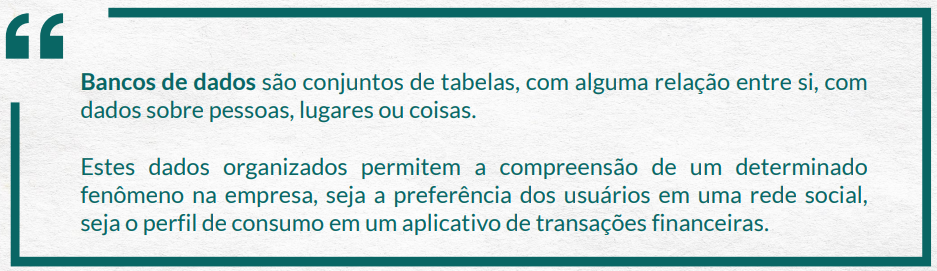 Bancos de dados são conjuntos de tabelas, com alguma relação entre si, com
dados sobre pessoas, lugares ou coisas.
Estes dados organizados permitem a compreensão de um determinado
fenômeno na empresa, seja a preferência dos usuários em uma rede social,
seja o perfil de consumo em um aplicativo de transações financeiras.